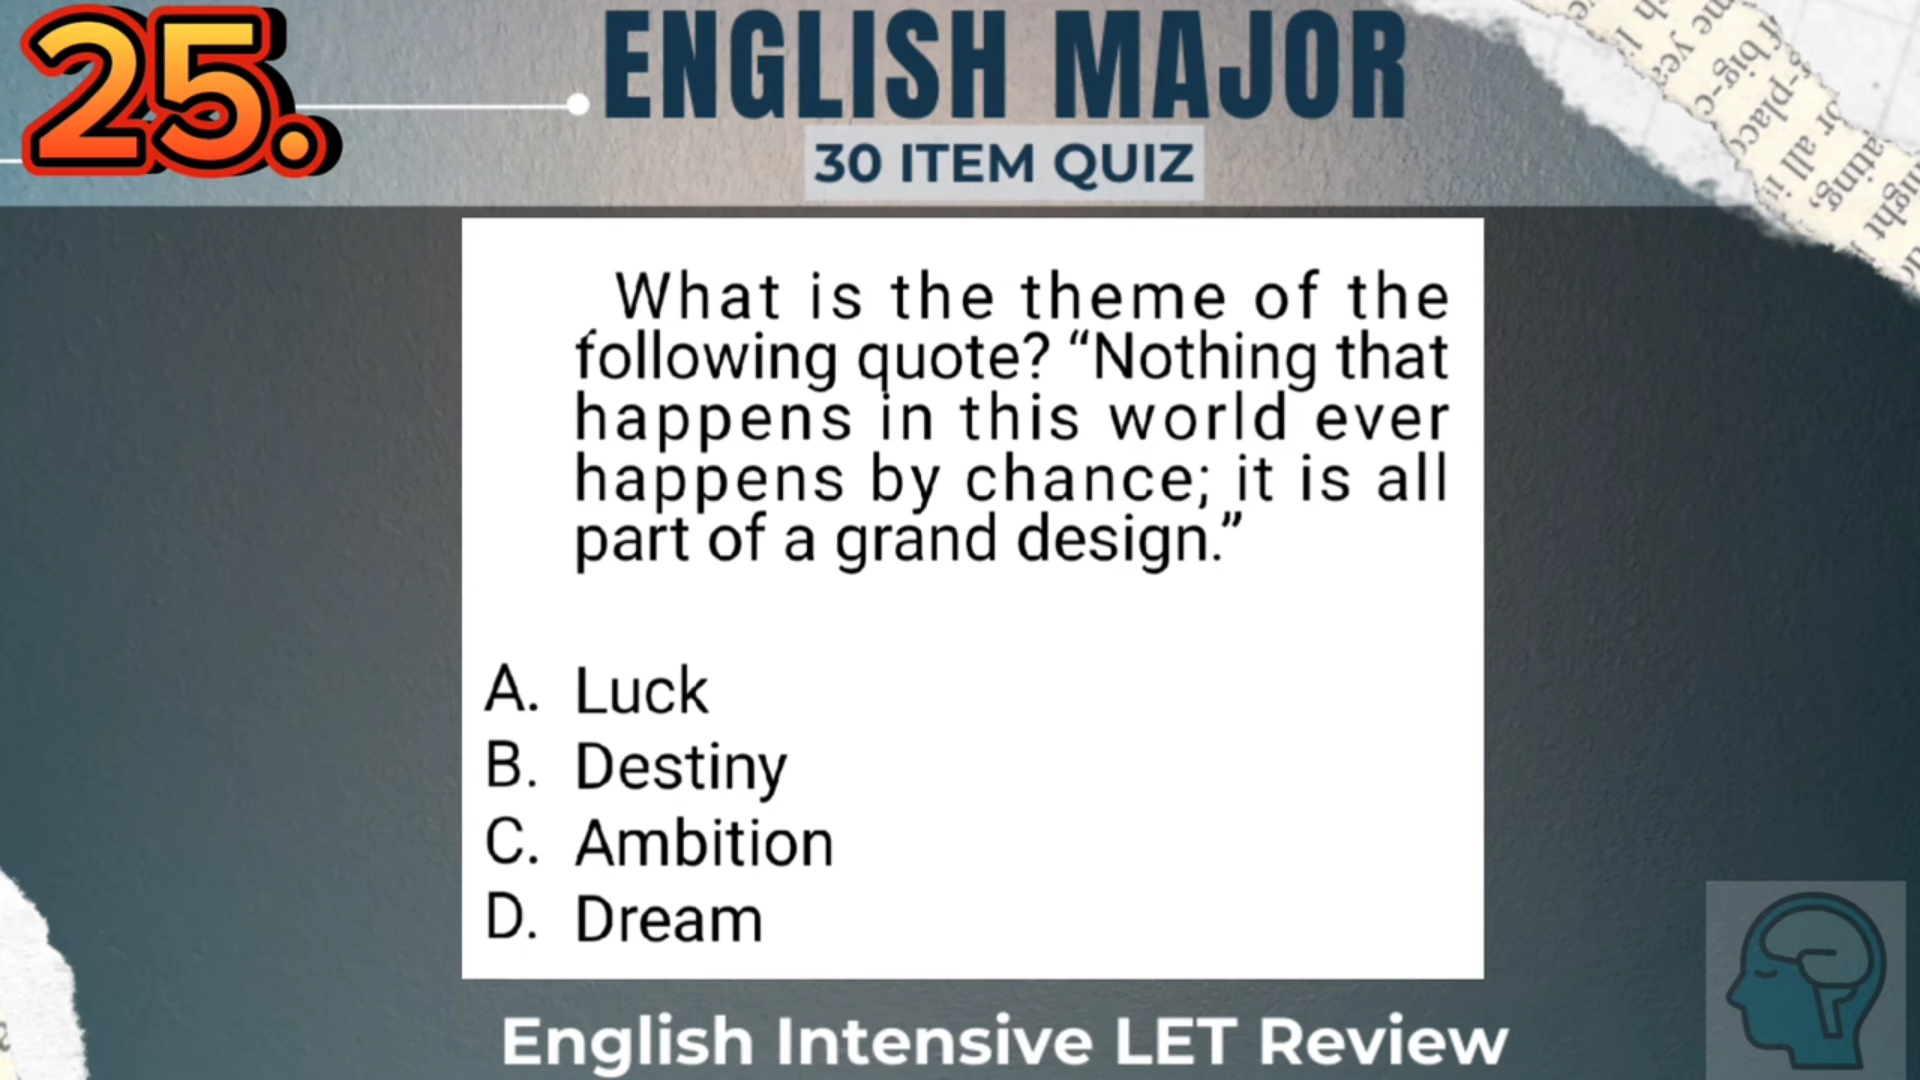 25.
ENGLISH MAJOR
30 ITEM QUIZ
What is the theme of the
following quote? “Nothing that
happens in this world ever
happens by chance; it is all
part of a grand design.”
A. Luck
B. Destiny
C. Ambition
D. Dream
English Intensive LET Review